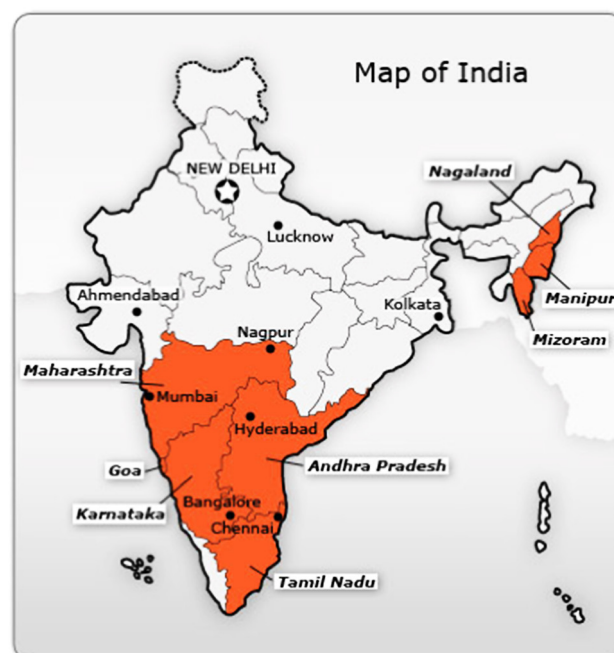 Map of India
NEW DELHI
Nagaland
Lucknow
Ahmendabad
Kolkata
Manipur
Nagpur
Mizoram
Maharashtra
Mumbai
Hyderabad
Goa
Andhra Pradesh
Karnataka
Bangalore
Chennai
Tamil Nadu